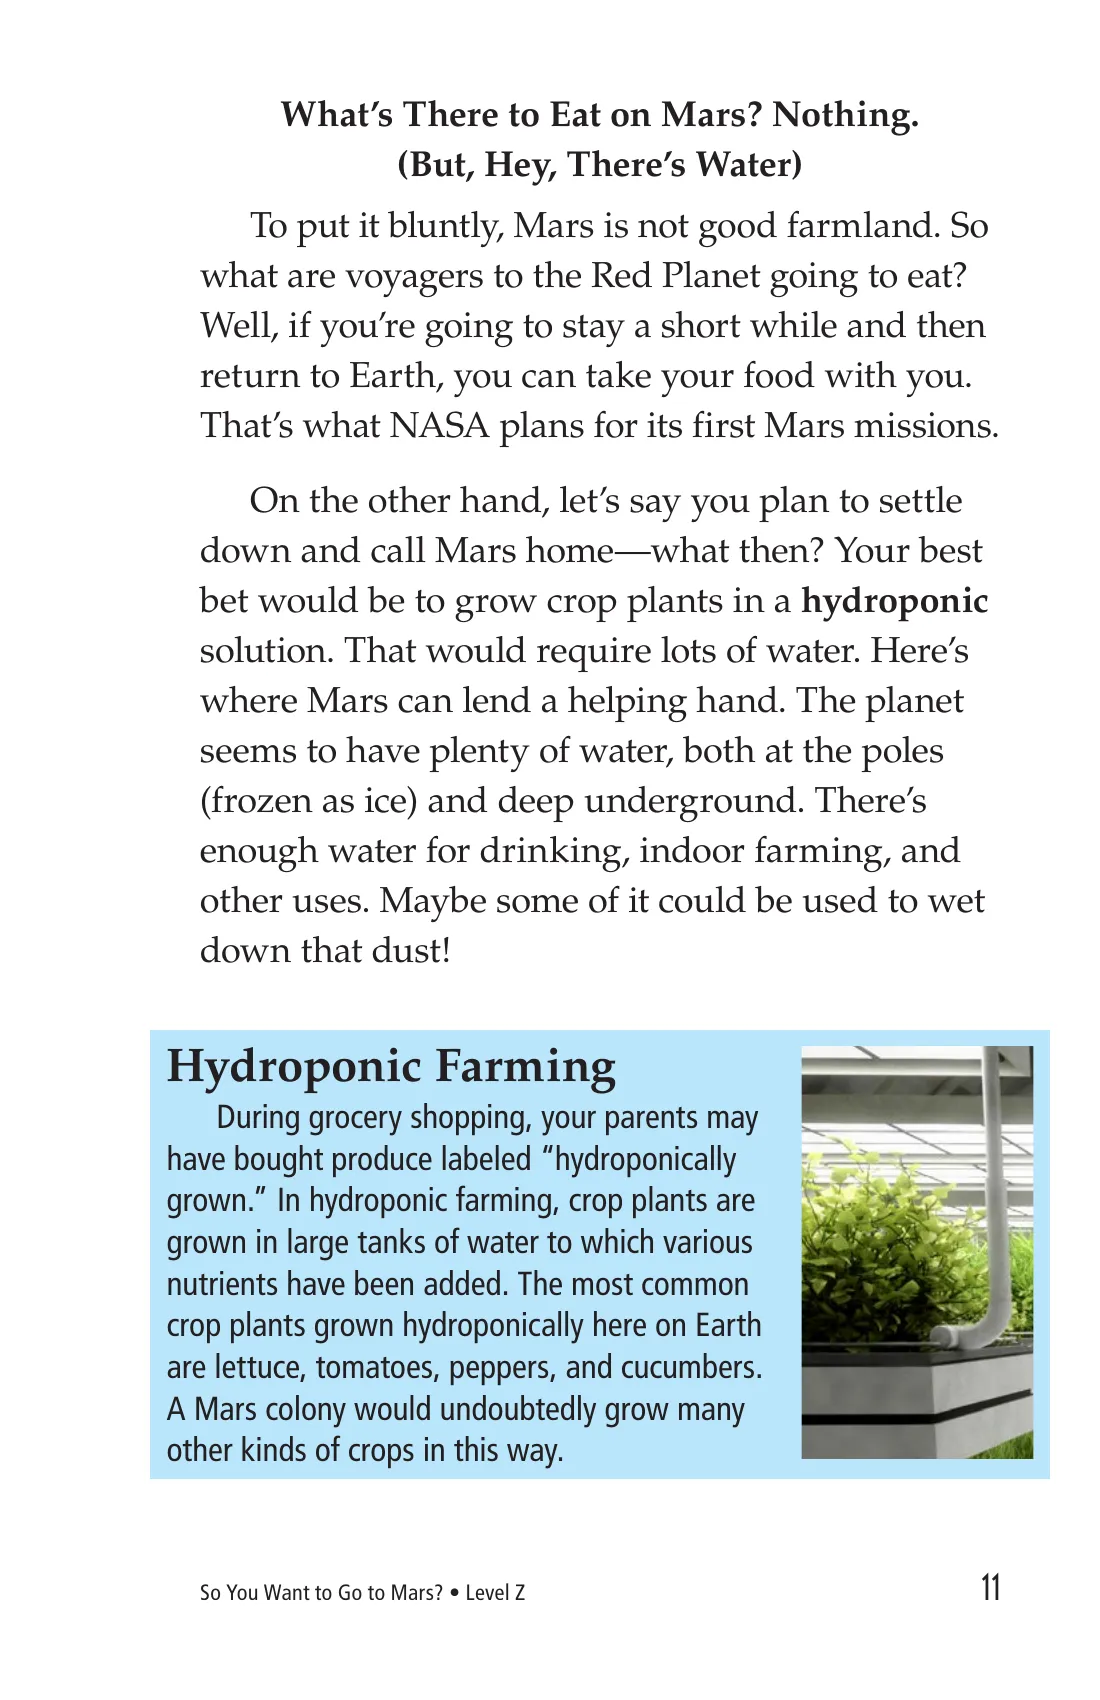 What’s There to Eat on Mars? Nothing.
(But, Hey, There’s Water)
To put it bluntly, Mars is not good farmland. So
what are voyagers to the Red Planet going to eat?
Well, if you’re going to stay a short while and then
return to Earth, you can take your food with you.
That’s what NASA plans for its first Mars missions.
On the other hand, let’s say you plan to settle
down and call Mars home—what then? Your best
bet would be to grow crop plants in a hydroponic
solution. That would require lots of water. Here’s
where Mars can lend a helping hand. The planet
seems to have plenty of water, both at the poles
(frozen as ice) and deep underground. There’s
enough water for drinking, indoor farming, and
other uses. Maybe some of it could be used to wet
down that dust!
Hydroponic Farming
During grocery shopping, your parents may
have bought produce labeled “hydroponically
grown.” In hydroponic farming, crop plants are
grown in large tanks of water to which various
nutrients have been added. The most common
crop plants grown hydroponically here on Earth
are lettuce, tomatoes, peppers, and cucumbers.
A Mars colony would undoubtedly grow many
other kinds of crops in this way.
So You Want to Go to Mars? • Level Z
11